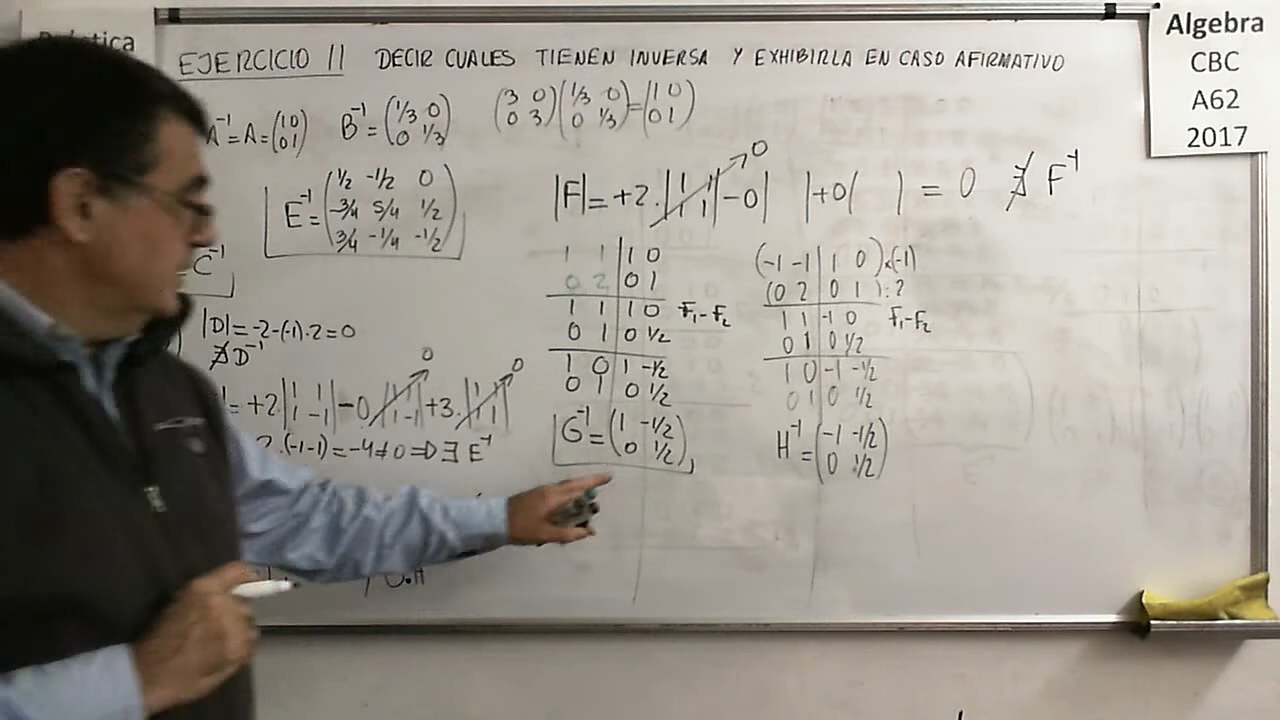 Práctica
EJERCICIO 11 DECIR CUALES TIENEN INVERSA Y EXHIBIRLA EN CASO AFIRMATIVO
Algebra
CBC
A62
2017
A⁻¹=A=(1 0
0 1)
B⁻¹=(1/3 0
0 1/3)
(3 0
0 3)(1/3 0
0 1/3)=(1 0
0 1)
E⁻¹=(1/2 -1/2 0
-3/4 5/4 1/2
3/4 -1/4 -1/2)
C⁻¹
|D|=-2-(-1)·2=0
∄D⁻¹
=+2·|1 1
1 -1|-0|1 1
1 -1|→0+3·|1 1
1 1|→0
2·(-1-1)=-4≠0⇒∃ E⁻¹
|F|=+2·|1 1
1 1|→0-0| |+0| |=0 ∄ F⁻¹
1 1|1 0
0 2|0 1
1 1|1 0 F₁-F₂
0 1|0 1/2
1 0|1 -1/2
0 1|0 1/2
G⁻¹=(1 -1/2
0 1/2),
(-1 -1|1 0)·(-1)
(0 2|0 1):2
1 1|-1 0 F₁-F₂
0 1|0 1/2
1 0|-1 -1/2
0 1|0 1/2
H⁻¹=(-1 -1/2
0 1/2)